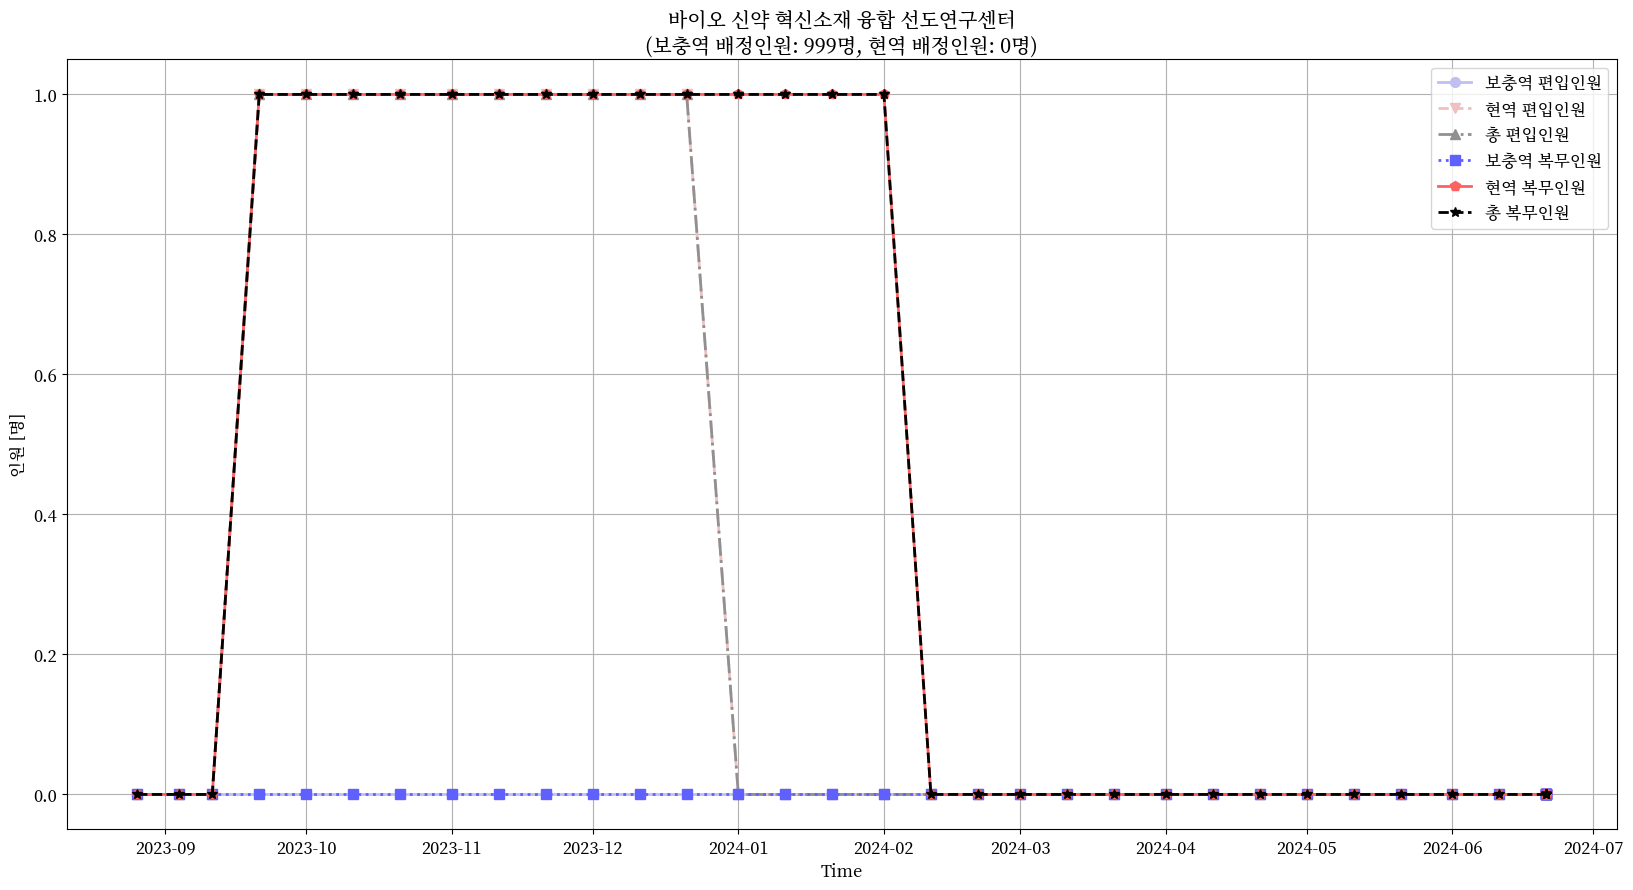 바이오 신약 혁신소재 융합 선도연구센터
(보충역 배정인원: 999명, 현역 배정인원: 0명)
보충역 편입인원
현역 편입인원
총 편입인원
보충역 복무인원
현역 복무인원
총 복무인원
인원 [명]
1.0
0.8
0.6
0.4
0.2
0.0
2023-09
2023-10
2023-11
2023-12
2024-01
2024-02
2024-03
2024-04
2024-05
2024-06
2024-07
Time